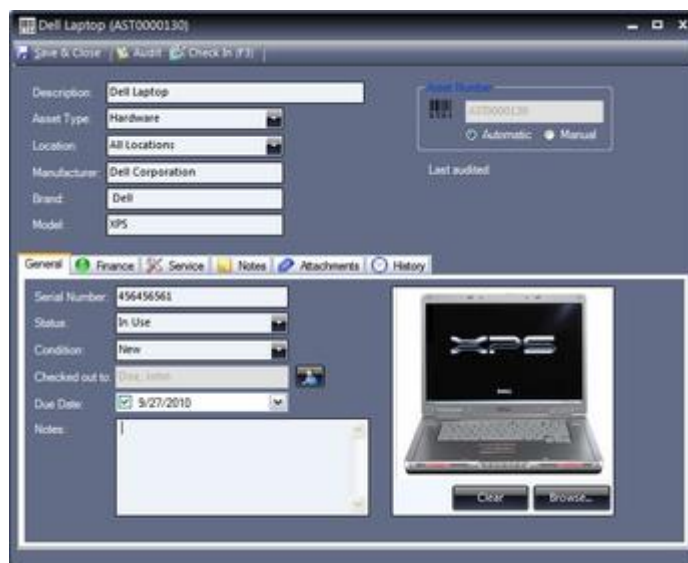 Dell Laptop (AST0000130)
Save & Close Audit Check In (F3)
Description: Dell Laptop
Asset Number
Asset Type: Hardware
AST0000130
Automatic Manual
Location: All Locations
Manufacturer: Dell Corporation
Last audited
Brand: Dell
Model: XPS
General Finance Service Notes Attachments History
Serial Number: 456456561
Status: In Use
Condition: New
Checked out to: Doe, John
Due Date: 9/27/2010
Notes:
XPS
DELL
Clear Browse...